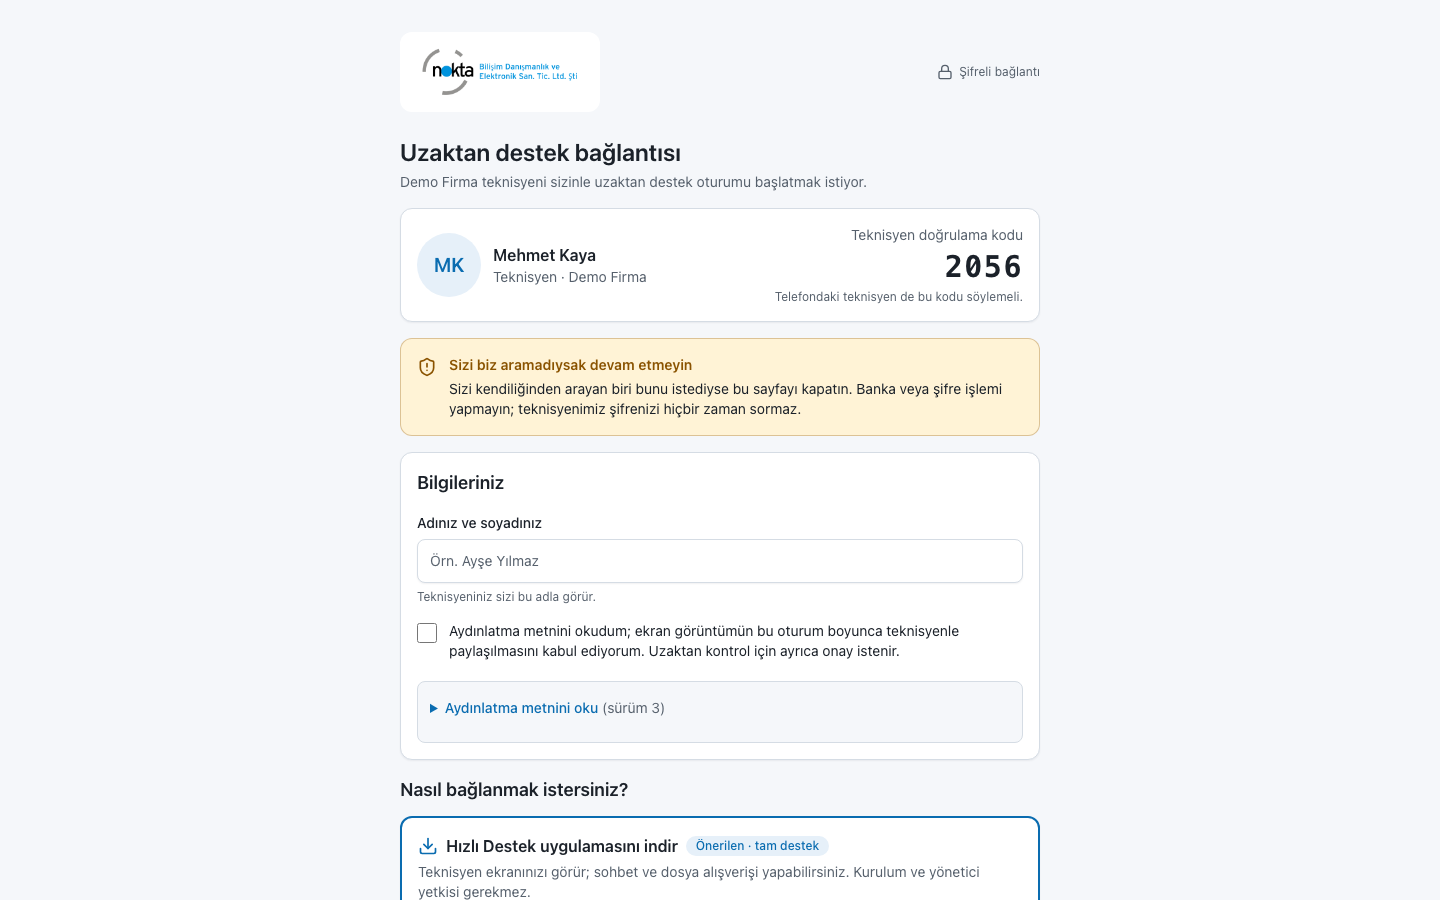 nokta
Bilişim Danışmanlık ve
Elektronik San. Tic. Ltd. Şti
Şifreli bağlantı
Uzaktan destek bağlantısı
Demo Firma teknisyeni sizinle uzaktan destek oturumu başlatmak istiyor.
MK
Mehmet Kaya
Teknisyen · Demo Firma
Teknisyen doğrulama kodu
2056
Telefondaki teknisyen de bu kodu söylemeli.
Sizi biz aramadıysak devam etmeyin
Sizi kendiliğinden arayan biri bunu istediyse bu sayfayı kapatın. Banka veya şifre işlemi
yapmayın; teknisyenimiz şifrenizi hiçbir zaman sormaz.
Bilgileriniz
Adınız ve soyadınız
Örn. Ayşe Yılmaz
Teknisyeniniz sizi bu adla görür.
Aydınlatma metnini okudum; ekran görüntümün bu oturum boyunca teknisyenle
paylaşılmasını kabul ediyorum. Uzaktan kontrol için ayrıca onay istenir.
Aydınlatma metnini oku (sürüm 3)
Nasıl bağlanmak istersiniz?
Hızlı Destek uygulamasını indir Önerilen · tam destek
Teknisyen ekranınızı görür; sohbet ve dosya alışverişi yapabilirsiniz. Kurulum ve yönetici
yetkisi gerekmez.